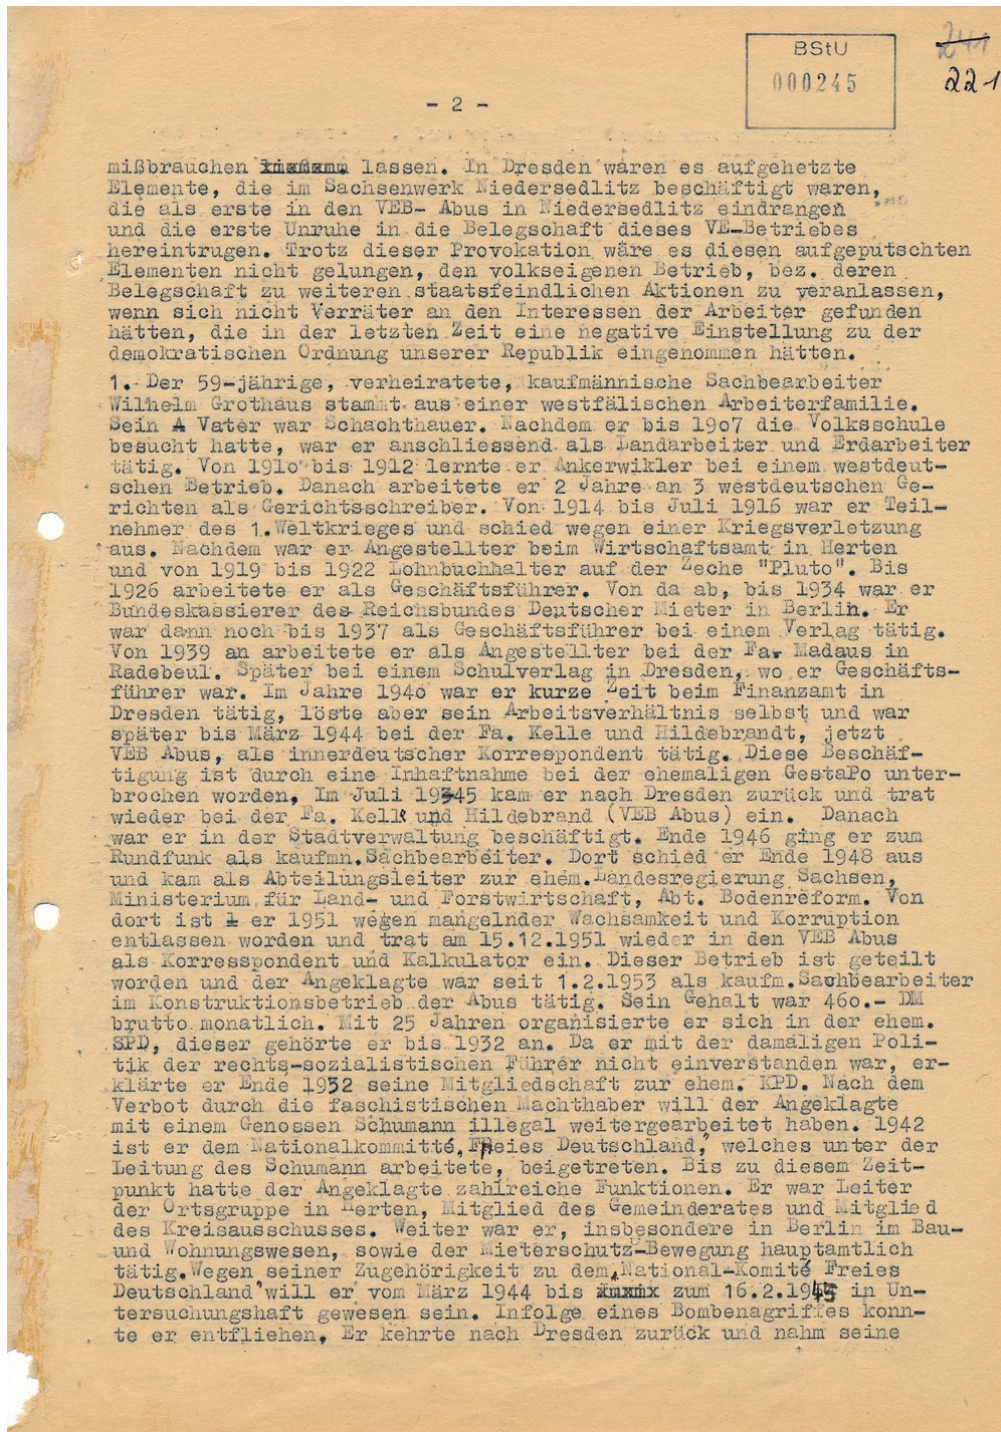 BStU
000245
241
221
- 2 -
mißbrauchen lassen. In Dresden waren es aufgehetzte
Elemente, die im Sachsenwerk Niedersedlitz beschäftigt waren,
die als erste in den VEB- Abus in Niedersedlitz eindrangen
und die erste Unruhe in die Belegschaft dieses VE-Betriebes
hereintrugen. Trotz dieser Provokation wäre es diesen aufgeputschten
Elementen nicht gelungen, den volkseigenen Betrieb, bez. deren
Belegschaft zu weiteren staatsfeindlichen Aktionen zu veranlassen,
wenn sich nicht Verräter an den Interessen der Arbeiter gefunden
hätten, die in der letzten Zeit eine negative Einstellung zu der
demokratischen Ordnung unserer Republik eingenommen hätten.
1. Der 59-jährige, verheiratete, kaufmännische Sachbearbeiter
Wilhelm Grothaus stammt aus einer westfälischen Arbeiterfamilie.
Sein A Vater war Schachthauer. Nachdem er bis 19o7 die Volksschule
besucht hatte, war er anschliessend als Landarbeiter und Erdarbeiter
tätig. Von 191o bis 1912 lernte er Ankerwikler bei einem westdeut-
schen Betrieb. Danach arbeitete er 2 Jahre an 3 westdeutschen Ge-
richten als Gerichtsschreiber. Von 1914 bis Juli 1916 war er Teil-
nehmer des 1.Weltkrieges und schied wegen einer Kriegsverletzung
aus. Nachdem war er Angestellter beim Wirtschaftsamt in Herten
und von 1919 bis 1922 Lohnbuchhalter auf der Zeche "Pluto". Bis
1926 arbeitete er als Geschäftsführer. Von da ab, bis 1934 war er
Bundeskassierer des Reichsbundes Deutscher Mieter in Berlin. Er
war dann noch bis 1937 als Geschäftsführer bei einem Verlag tätig.
Von 1939 an arbeitete er als Angestellter bei der Fa. Madaus in
Radebeul. Später bei einem Schulverlag in Dresden, wo er Geschäfts-
führer war. Im Jahre 194o war er kurze Zeit beim Finanzamt in
Dresden tätig, löste aber sein Arbeitsverhältnis selbst und war
später bis März 1944 bei der Fa. Kelle und Hildebrandt, jetzt
VEB Abus, als innerdeutscher Korrespondent tätig. Diese Beschäf-
tigung ist durch eine Inhaftnahme bei der ehemaligen GestaPo unter-
brochen worden, Im Juli 1945 kam er nach Dresden zurück und trat
wieder bei der Fa. Kelle und Hildebrand (VEB Abus) ein. Danach
war er in der Stadtverwaltung beschäftigt. Ende 1946 ging er zum
Rundfunk als kaufmn.Sachbearbeiter. Dort schied er Ende 1948 aus
und kam als Abteilungsleiter zur ehem.Landesregierung Sachsen,
Ministerium für Land- und Forstwirtschaft, Abt. Bodenreform. Von
dort ist er 1951 wegen mangelnder Wachsamkeit und Korruption
entlassen worden und trat am 15.12.1951 wieder in den VEB Abus
als Korresspondent und Kalkulator ein. Dieser Betrieb ist geteilt
worden und der Angeklagte war seit 1.2.1953 als kaufm.Sachbearbeiter
im Konstruktionsbetrieb der Abus tätig. Sein Gehalt war 46o.- DM
brutto monatlich. Mit 25 Jahren organisierte er sich in der ehem.
SPD, dieser gehörte er bis 1932 an. Da er mit der damaligen Poli-
tik der rechts-sozialistischen Führer nicht einverstanden war, er-
klärte er Ende 1932 seine Mitgliedschaft zur ehem. KPD. Nach dem
Verbot durch die faschistischen Machthaber will der Angeklagte
mit einem Genossen Schumann illegal weitergearbeitet haben. 1942
ist er dem Nationalkommitté „Freies Deutschland," welches unter der
Leitung des Schumann arbeitete, beigetreten. Bis zu diesem Zeit-
punkt hatte der Angeklagte zahlreiche Funktionen. Er war Leiter
der Ortsgruppe in Herten, Mitglied des Gemeinderates und Mitglied
des Kreisausschusses. Weiter war er, insbesondere in Berlin im Bau-
und Wohnungswesen, sowie der Mieterschutz-Bewegung hauptamtlich
tätig.Wegen seiner Zugehörigkeit zu dem „National-Komité Freies
Deutschland" will er vom März 1944 bis zum 16.2.1945 in Un-
tersuchungshaft gewesen sein. Infolge eines Bombenagriffes konn-
te er entfliehen. Er kehrte nach Dresden zurück und nahm seine